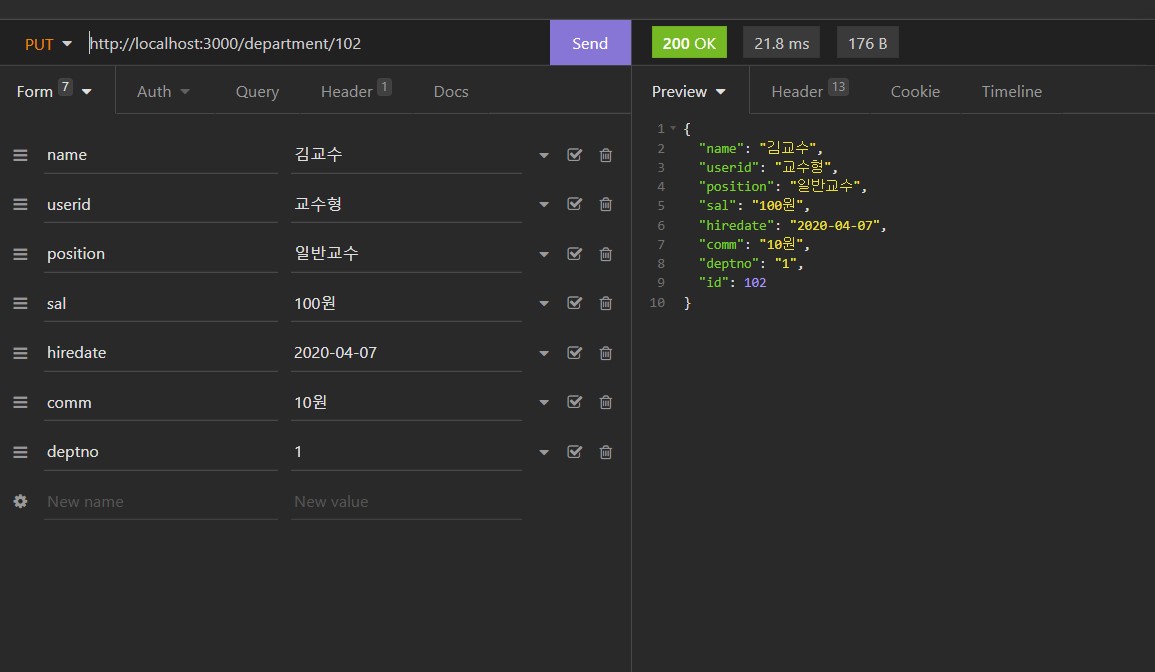 PUT http://localhost:3000/department/102 Send 200 OK 21.8 ms 176 B
Form 7 Auth Query Header 1 Docs
name 김교수
userid 교수형
position 일반교수
sal 100원
hiredate 2020-04-07
comm 10원
deptno 1
New name New value
Preview Header 13 Cookie Timeline
1 {
2 "name": "김교수",
3 "userid": "교수형",
4 "position": "일반교수",
5 "sal": "100원",
6 "hiredate": "2020-04-07",
7 "comm": "10원",
8 "deptno": "1",
9 "id": 102
10 }